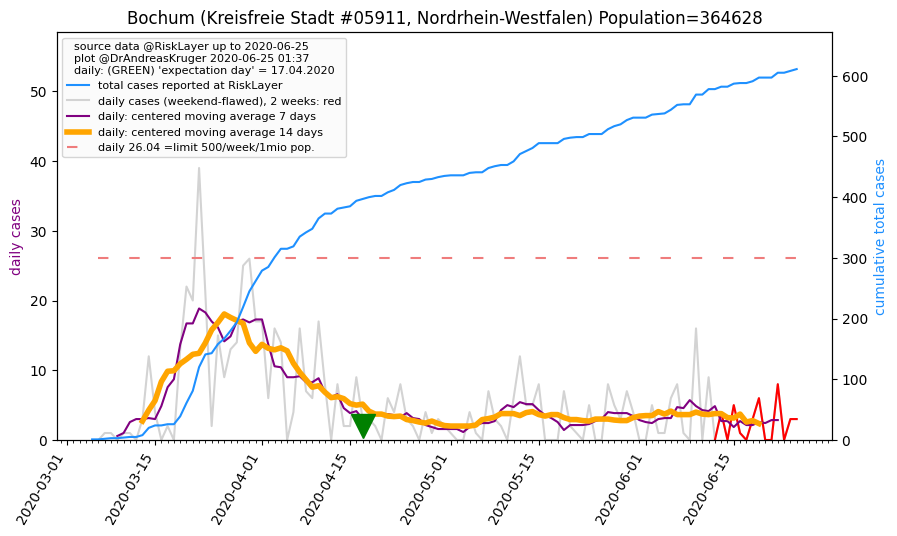 Bochum (Kreisfreie Stadt #05911, Nordrhein-Westfalen) Population=364628
source data @RiskLayer up to 2020-06-25
plot @DrAndreasKruger 2020-06-25 01:37
daily: (GREEN) 'expectation day' = 17.04.2020
total cases reported at RiskLayer
daily cases (weekend-flawed), 2 weeks: red
daily: centered moving average 7 days
daily: centered moving average 14 days
daily 26.04 =limit 500/week/1mio pop.
daily cases
50
40
30
20
10
0
cumulative total cases
600
500
400
300
200
100
0
2020-03-01
2020-03-15
2020-04-01
2020-04-15
2020-05-01
2020-05-15
2020-06-01
2020-06-15